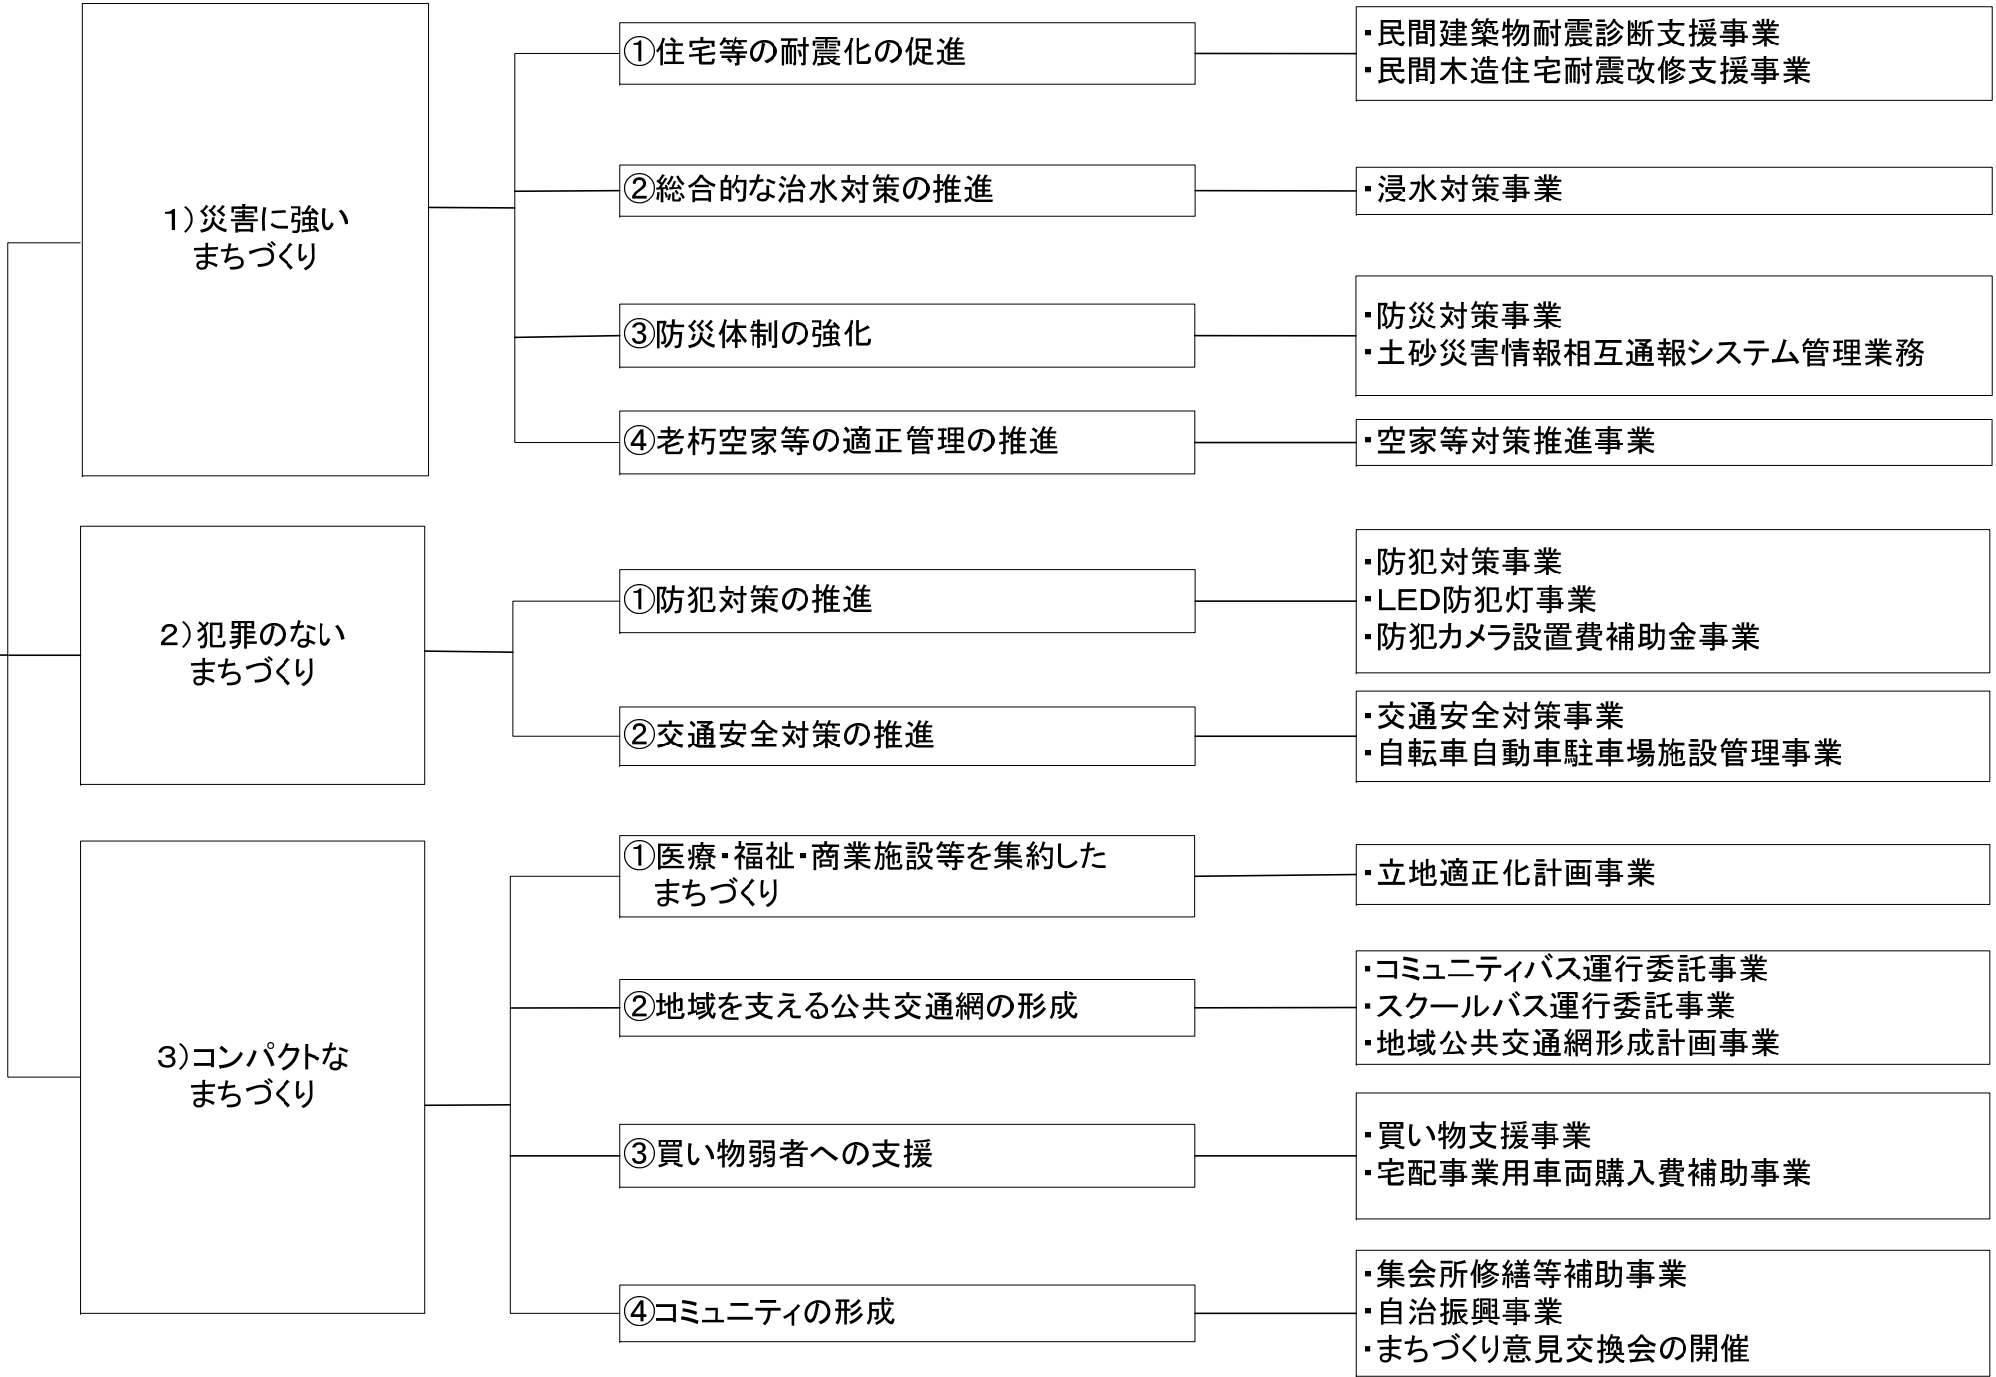 1)災害に強い
まちづくり
①住宅等の耐震化の促進
・民間建築物耐震診断支援事業
・民間木造住宅耐震改修支援事業
②総合的な治水対策の推進
・浸水対策事業
③防災体制の強化
・防災対策事業
・土砂災害情報相互通報システム管理業務
④老朽空家等の適正管理の推進
・空家等対策推進事業
2)犯罪のない
まちづくり
①防犯対策の推進
・防犯対策事業
・LED防犯灯事業
・防犯カメラ設置費補助金事業
②交通安全対策の推進
・交通安全対策事業
・自転車自動車駐車場施設管理事業
3)コンパクトな
まちづくり
①医療・福祉・商業施設等を集約した
まちづくり
・立地適正化計画事業
②地域を支える公共交通網の形成
・コミュニティバス運行委託事業
・スクールバス運行委託事業
・地域公共交通網形成計画事業
③買い物弱者への支援
・買い物支援事業
・宅配事業用車両購入費補助事業
④コミュニティの形成
・集会所修繕等補助事業
・自治振興事業
・まちづくり意見交換会の開催